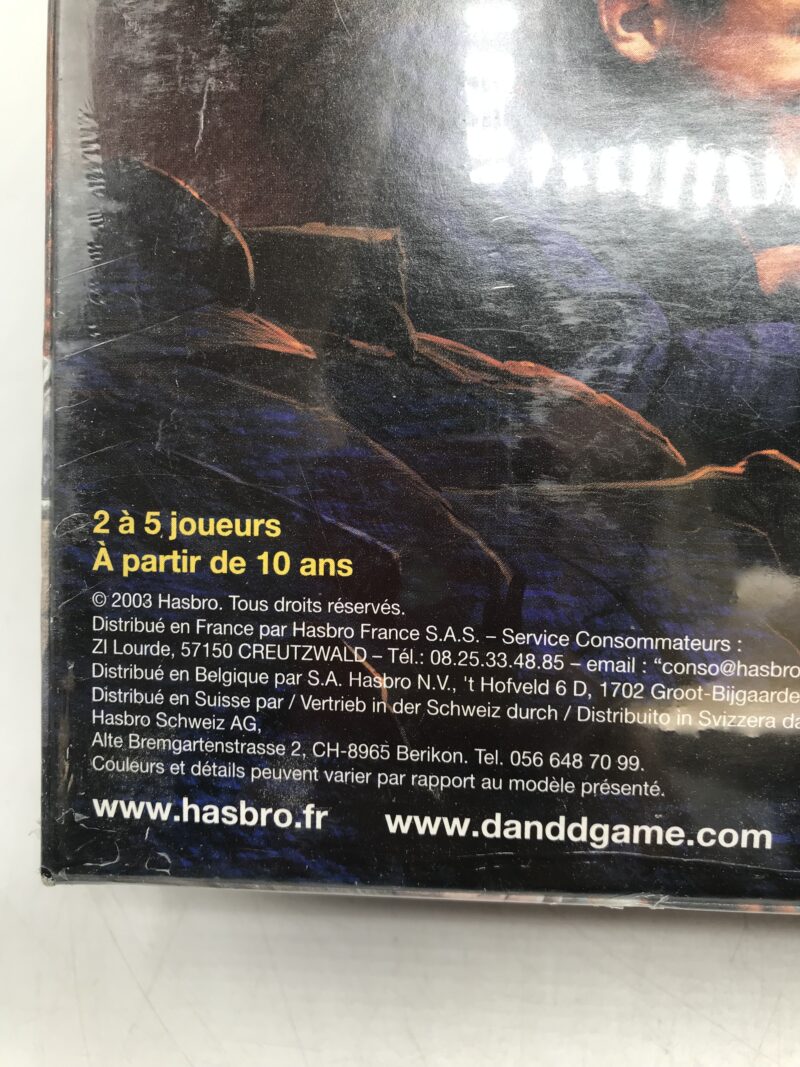 2 à 5 joueurs
À partir de 10 ans
© 2003 Hasbro. Tous droits réservés.
Distribué en France par Hasbro France S.A.S. – Service Consommateurs :
ZI Lourde, 57150 CREUTZWALD – Tél.: 08.25.33.48.85 – email : “conso@hasbro
Distribué en Belgique par S.A. Hasbro N.V., 't Hofveld 6 D, 1702 Groot-Bijgaarde
Distribué en Suisse par / Vertrieb in der Schweiz durch / Distribuito in Svizzera da
Hasbro Schweiz AG,
Alte Bremgartenstrasse 2, CH-8965 Berikon. Tel. 056 648 70 99.
Couleurs et détails peuvent varier par rapport au modèle présenté.
www.hasbro.fr www.danddgame.com